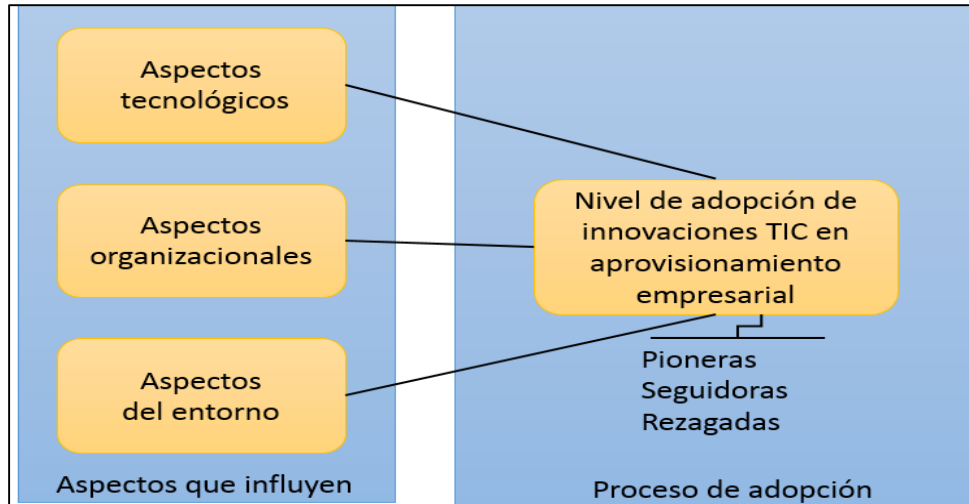 Aspectos
tecnológicos
Aspectos
organizacionales
Aspectos
del entorno
Aspectos que influyen
Nivel de adopción de
innovaciones TIC en
aprovisionamiento
empresarial
Pioneras
Seguidoras
Rezagadas
Proceso de adopción